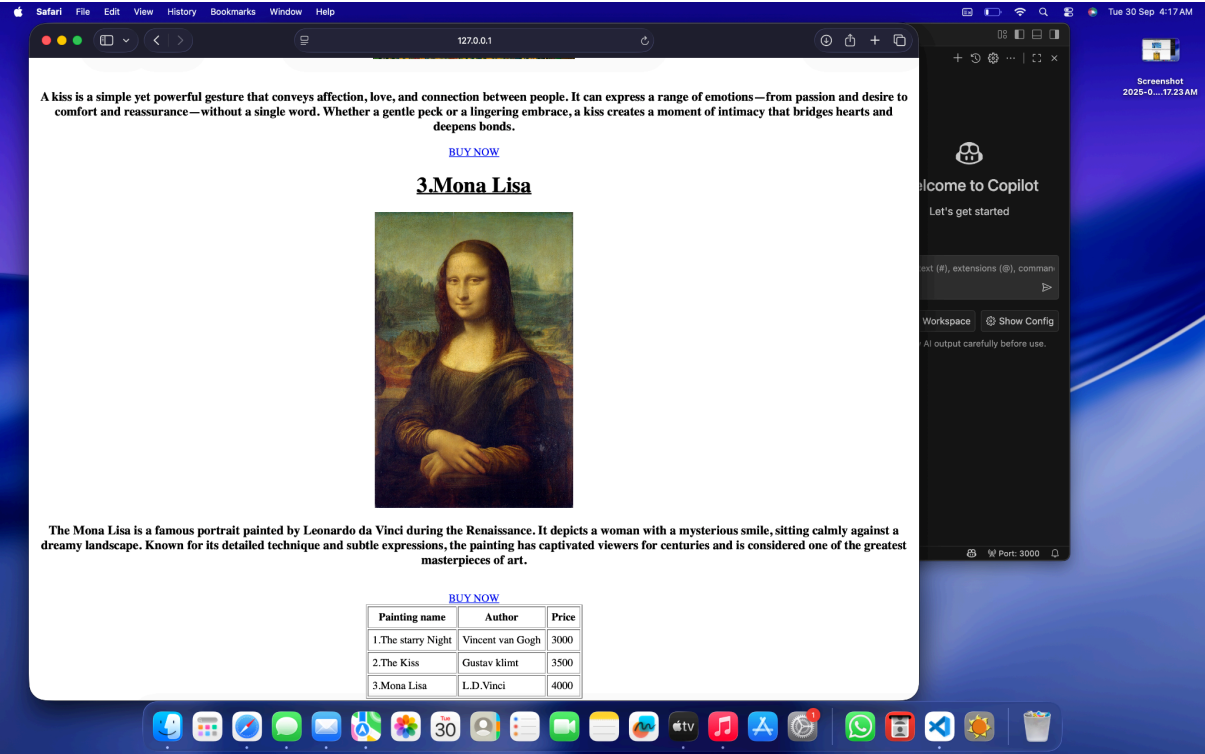 Safari File Edit View History Bookmarks Window Help
Tue 30 Sep 4:17 AM
127.0.0.1
A kiss is a simple yet powerful gesture that conveys affection, love, and connection between people. It can express a range of emotions—from passion and desire to
comfort and reassurance—without a single word. Whether a gentle peck or a lingering embrace, a kiss creates a moment of intimacy that bridges hearts and
deepens bonds.
BUY NOW
3.Mona Lisa
The Mona Lisa is a famous portrait painted by Leonardo da Vinci during the Renaissance. It depicts a woman with a mysterious smile, sitting calmly against a
dreamy landscape. Known for its detailed technique and subtle expressions, the painting has captivated viewers for centuries and is considered one of the greatest
masterpieces of art.
BUY NOW
Painting name Author Price
1.The starry Night Vincent van Gogh 3000
2.The Kiss Gustav klimt 3500
3.Mona Lisa L.D.Vinci 4000
lcome to Copilot
Let's get started
ext (#), extensions (@), comman
Workspace Show Config
AI output carefully before use.
Port: 3000
Screenshot
2025-0....17.23 AM
Tue
30
tv
1